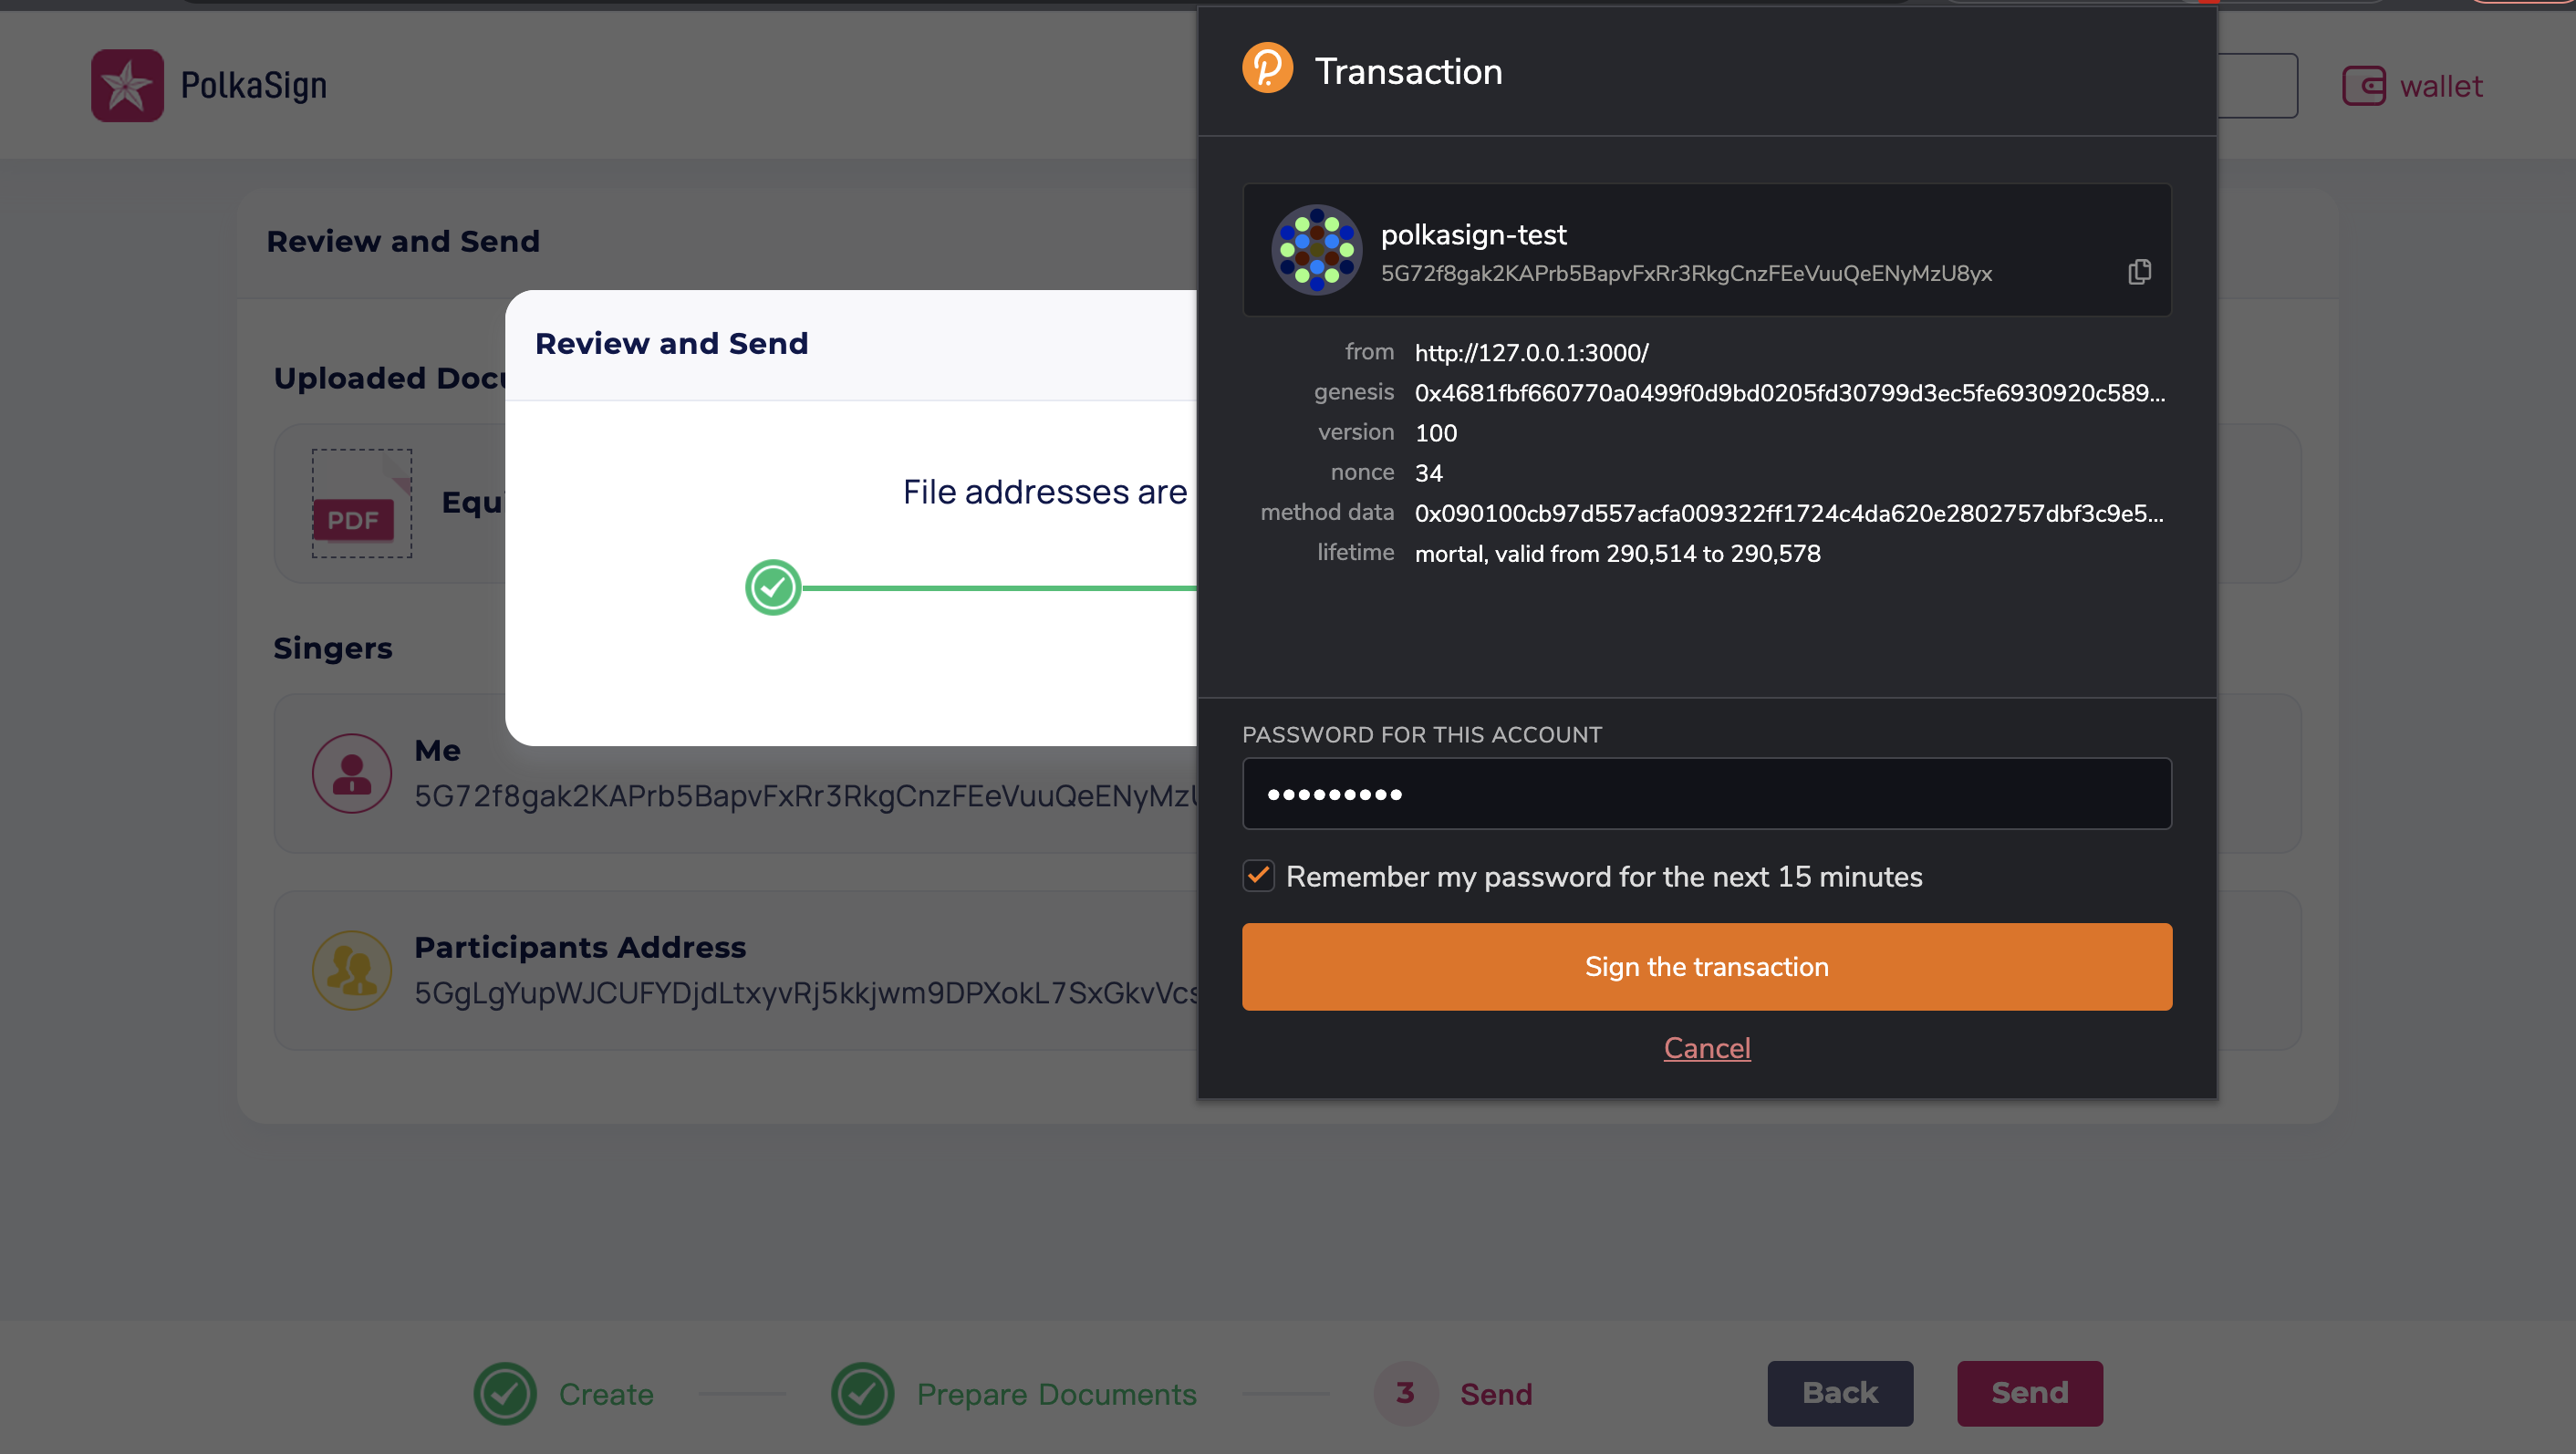 PolkaSign
wallet
Review and Send
Uploaded Docu
PDF
Equ
Singers
Me
5G72f8gak2KAPrb5BapvFxRr3RkgCnzFEeVuuQeENyMzU
Participants Address
5GgLgYupWJCUFYDjdLtxyvRj5kkjwm9DPXokL7SxGkvVcs
Review and Send
File addresses are
Transaction
polkasign-test
5G72f8gak2KAPrb5BapvFxRr3RkgCnzFEeVuuQeENyMzU8yx
from http://127.0.0.1:3000/
genesis 0x4681fbf660770a0499f0d9bd0205fd30799d3ec5fe6930920c589...
version 100
nonce 34
method data 0x090100cb97d557acfa009322ff1724c4da620e2802757dbf3c9e5...
lifetime mortal, valid from 290,514 to 290,578
PASSWORD FOR THIS ACCOUNT
Remember my password for the next 15 minutes
Sign the transaction
Cancel
Create
Prepare Documents
3 Send
Back
Send